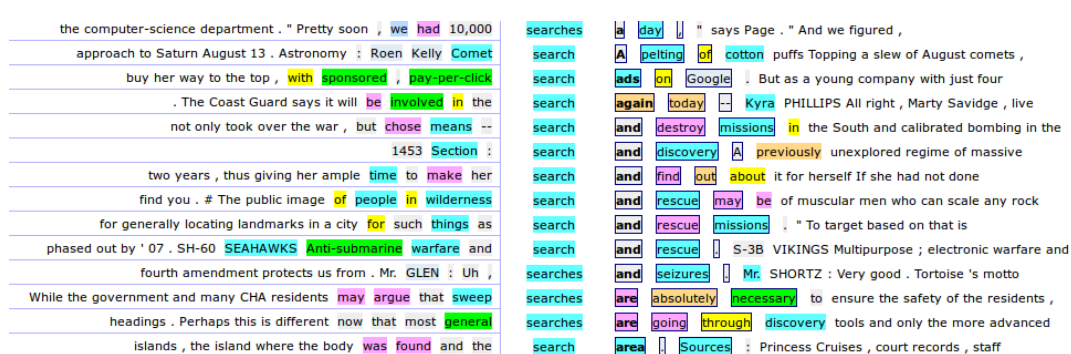 the computer-science department . " Pretty soon , we had 10,000 searches a day , " says Page . " And we figured ,
approach to Saturn August 13 . Astronomy : Roen Kelly Comet search A pelting of cotton puffs Topping a slew of August comets ,
buy her way to the top , with sponsored , pay-per-click search ads on Google . But as a young company with just four
. The Coast Guard says it will be involved in the search again today -- Kyra PHILLIPS All right , Marty Savidge , live
not only took over the war , but chose means -- search and destroy missions in the South and calibrated bombing in the
1453 Section : search and discovery A previously unexplored regime of massive
two years , thus giving her ample time to make her search and find out about it for herself If she had not done
find you . # The public image of people in wilderness search and rescue may be of muscular men who can scale any rock
for generally locating landmarks in a city for such things as search and rescue missions . " To target based on that is
phased out by ' 07 . SH-60 SEAHAWKS Anti-submarine warfare and search and rescue . S-3B VIKINGS Multipurpose ; electronic warfare and
fourth amendment protects us from . Mr. GLEN : Uh , searches and seizures . Mr. SHORTZ : Very good . Tortoise 's motto
While the government and many CHA residents may argue that sweep searches are absolutely necessary to ensure the safety of the residents ,
headings . Perhaps this is different now that most general searches are going through discovery tools and only the more advanced
islands , the island where the body was found and the search area . Sources : Princess Cruises , court records , staff